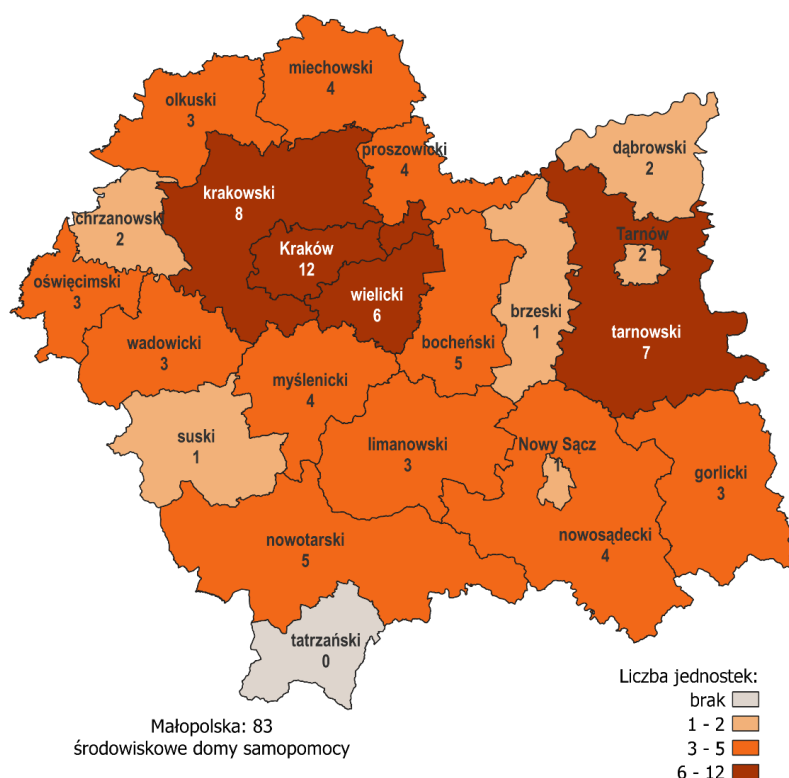 miechowski
4
olkuski
3
dąbrowski
2
proszowicki
4
krakowski
8
chrzanowsk
2
Tarnów
2
Kraków
12
oświęcimski
3
wielicki
6
brzeski
1
tarnowski
7
wadowicki
3
bocheński
5
myślenicki
4
suski
1
limanowski
3
Nowy Sącz
1
gorlicki
3
nowotarski
5
nowosądecki
4
tatrzański
0
Małopolska: 83
środowiskowe domy samopomocy
Liczba jednostek:
brak
1 - 2
3 - 5
6 - 12